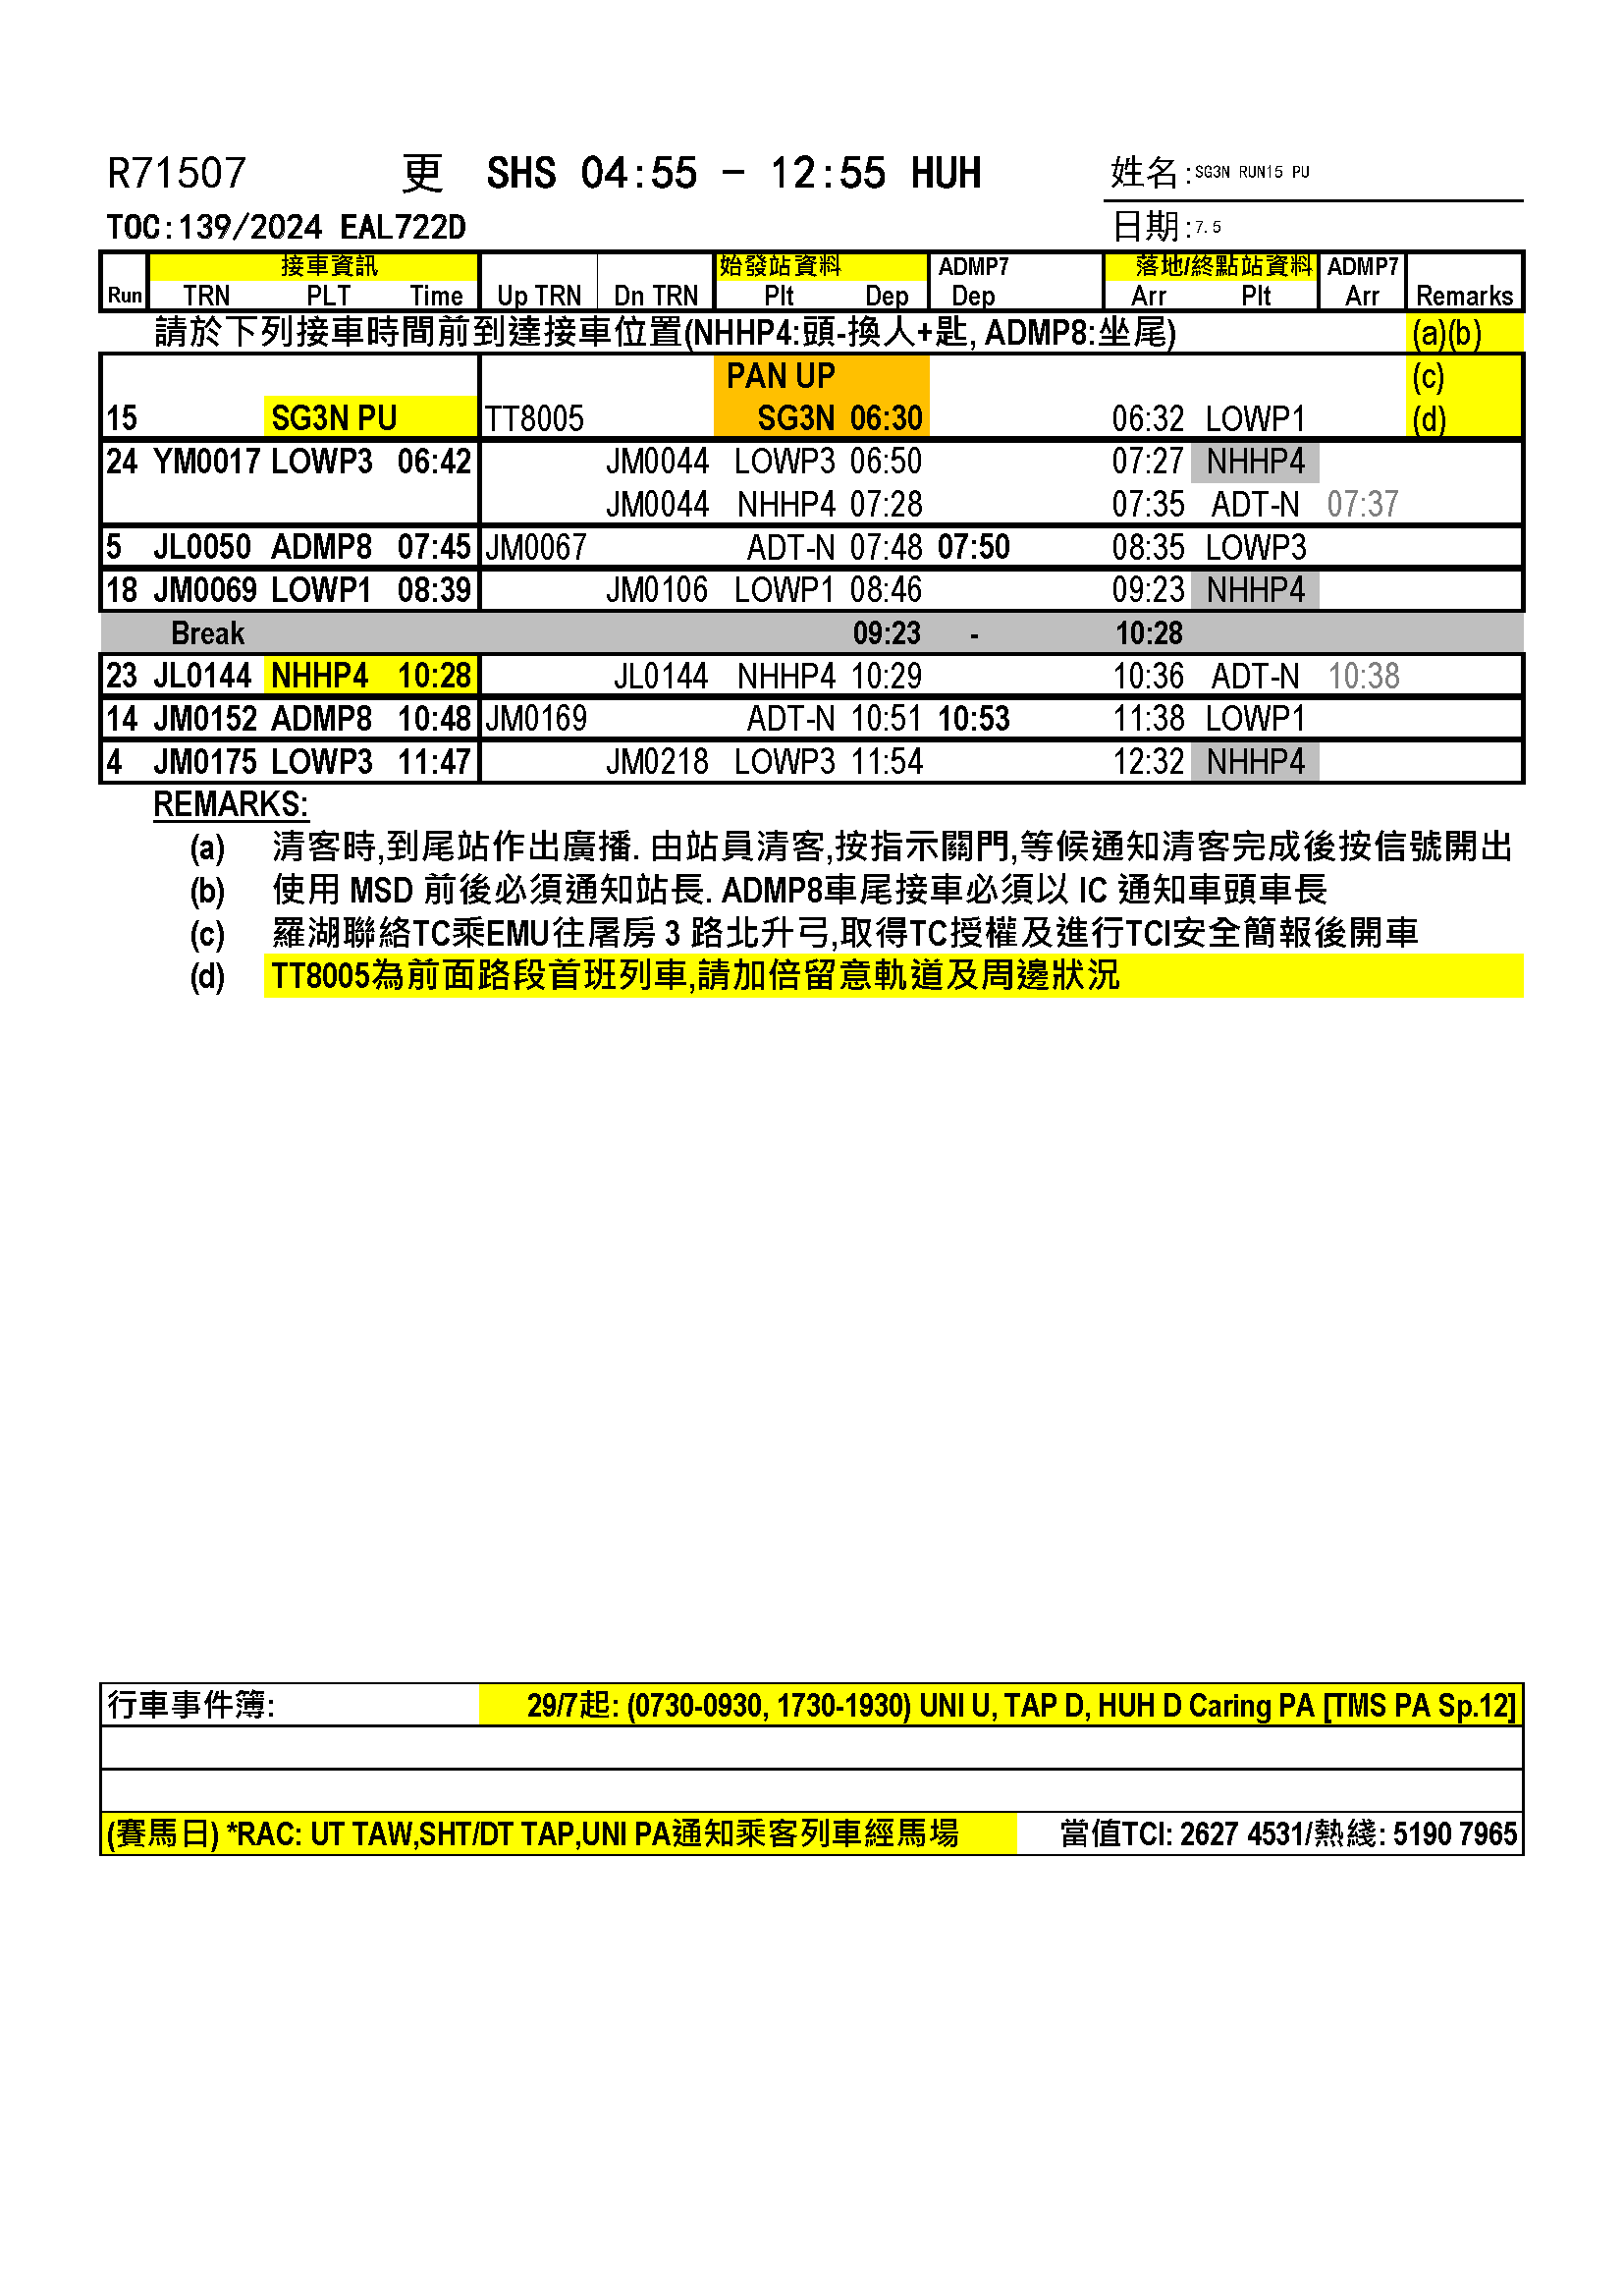 R71507 更 SHS 04:55 - 12:55 HUH 姓名:SG3N RUN15 PU
TOC:139/2024 EAL722D 日期:7.5
接車資訊 始發站資料 ADMP7 落地/終點站資料 ADMP7
Run TRN PLT Time Up TRN Dn TRN Plt Dep Dep Arr Plt Arr Remarks
請於下列接車時間前到達接車位置(NHHP4:頭-換人+匙, ADMP8:坐尾) (a)(b)
PAN UP (c)
15 SG3N PU TT8005 SG3N 06:30 06:32 LOWP1 (d)
24 YM0017 LOWP3 06:42 JM0044 LOWP3 06:50 07:27 NHHP4
JM0044 NHHP4 07:28 07:35 ADT-N 07:37
5 JL0050 ADMP8 07:45 JM0067 ADT-N 07:48 07:50 08:35 LOWP3
18 JM0069 LOWP1 08:39 JM0106 LOWP1 08:46 09:23 NHHP4
Break 09:23 - 10:28
23 JL0144 NHHP4 10:28 JL0144 NHHP4 10:29 10:36 ADT-N 10:38
14 JM0152 ADMP8 10:48 JM0169 ADT-N 10:51 10:53 11:38 LOWP1
4 JM0175 LOWP3 11:47 JM0218 LOWP3 11:54 12:32 NHHP4
REMARKS:
(a) 清客時,到尾站作出廣播. 由站員清客,按指示關門,等候通知清客完成後按信號開出
(b) 使用 MSD 前後必須通知站長. ADMP8車尾接車必須以 IC 通知車頭車長
(c) 羅湖聯絡TC乘EMU往屠房 3 路北升弓,取得TC授權及進行TCI安全簡報後開車
(d) TT8005為前面路段首班列車,請加倍留意軌道及周邊狀況
行車事件簿: 29/7起: (0730-0930, 1730-1930) UNI U, TAP D, HUH D Caring PA [TMS PA Sp.12]
(賽馬日) *RAC: UT TAW,SHT/DT TAP,UNI PA通知乘客列車經馬場 當值TCI: 2627 4531/熱綫: 5190 7965